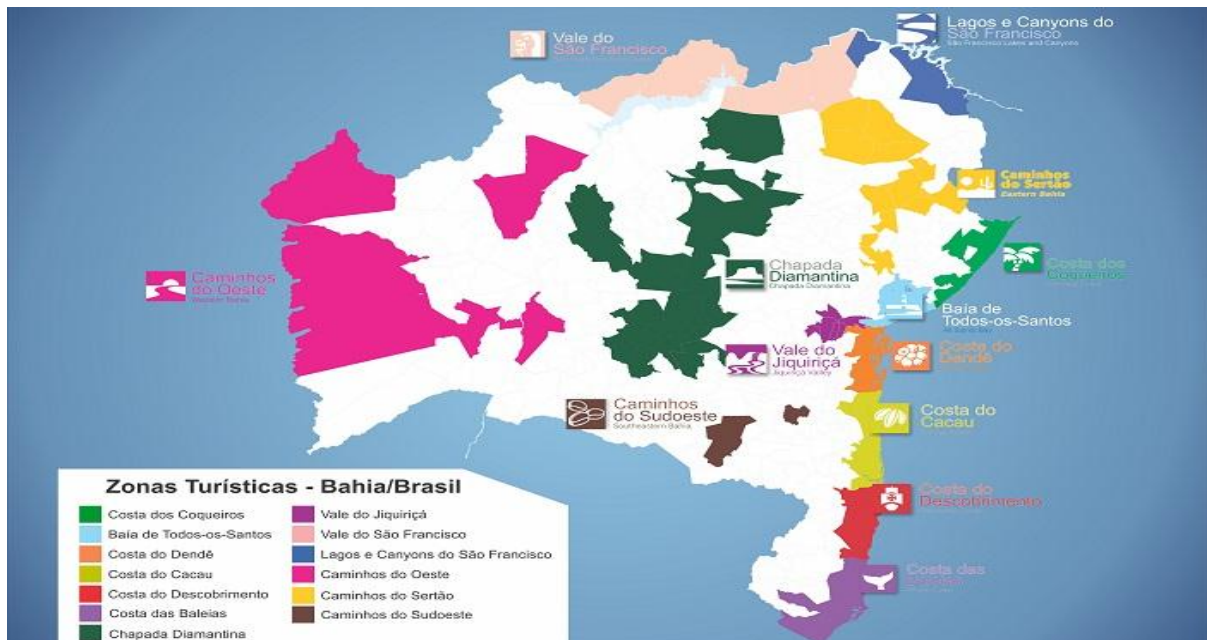 Vale do
São Francisco
Lagos e Canyons do
São Francisco
São Francisco Lakes and Canyons
Caminhos
do Sertão
Eastern Bahia
Caminhos
do Oeste
Western Bahia
Chapada
Diamantina
Chapada Diamantina
Costa dos
Coqueiros
Baía de
Todos-os-Santos
Vale do
Jiquiriçá
Jiquiriçá Valley
Costa do
Dendê
Caminhos
do Sudoeste
Southeastern Bahia
Costa do
Cacau
Costa do
Descobrimento
Costa das
Baleias
Zonas Turísticas - Bahia/Brasil
Costa dos Coqueiros
Baía de Todos-os-Santos
Costa do Dendê
Costa do Cacau
Costa do Descobrimento
Costa das Baleias
Chapada Diamantina
Vale do Jiquiriçá
Vale do São Francisco
Lagos e Canyons do São Francisco
Caminhos do Oeste
Caminhos do Sertão
Caminhos do Sudoeste